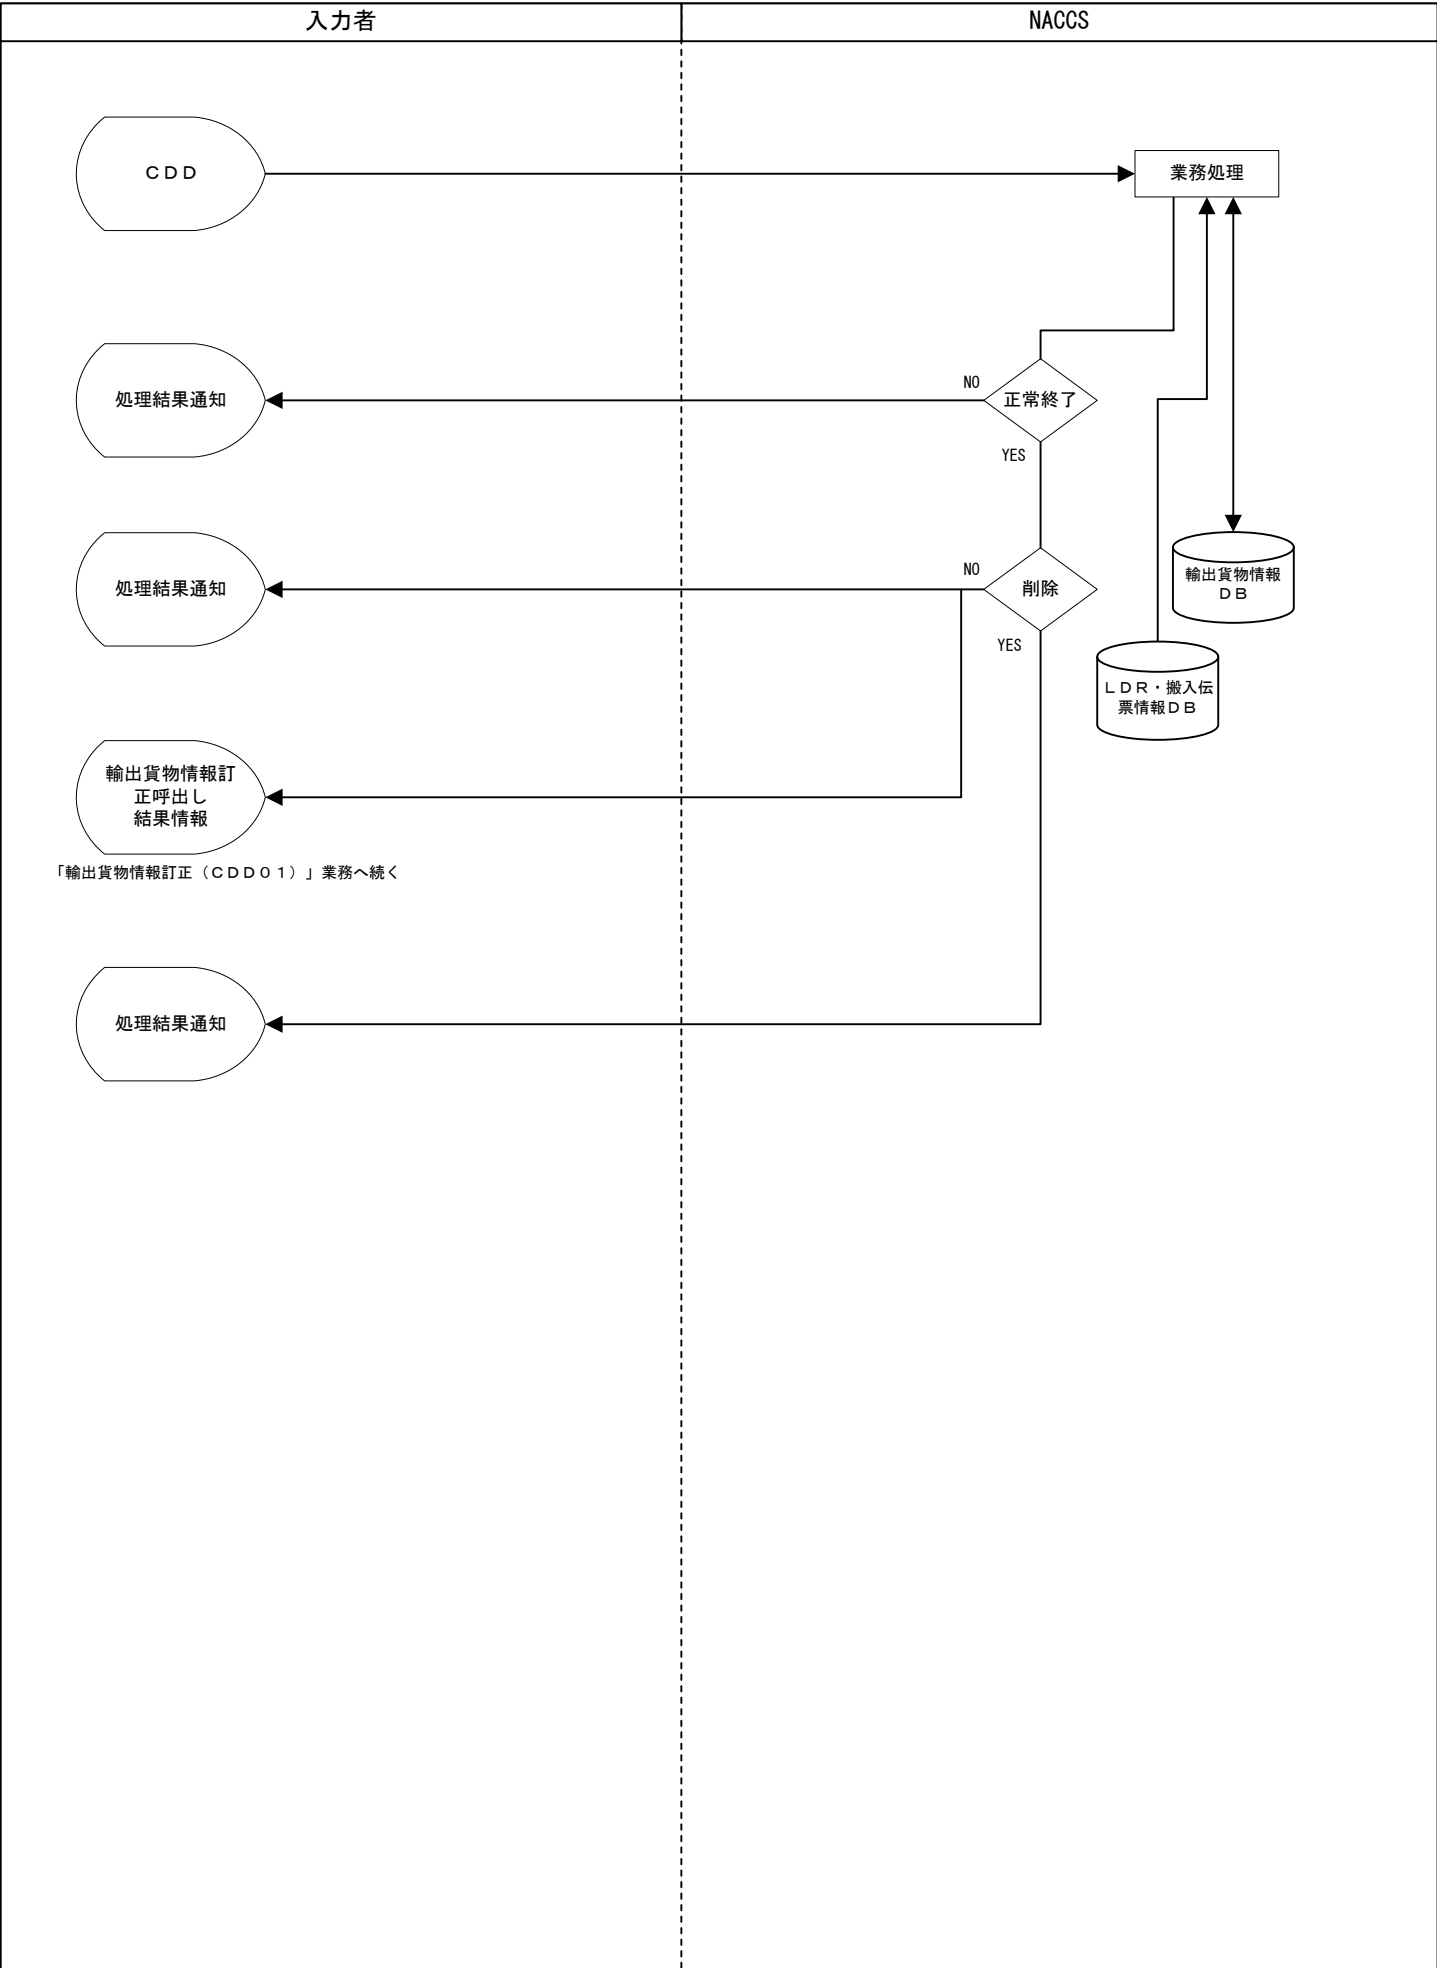 入力者
NACCS
ＣＤＤ
業務処理
処理結果通知
NO
正常終了
YES
処理結果通知
NO
削除
YES
輸出貨物情報
ＤＢ
ＬＤＲ・搬入伝
票情報ＤＢ
輸出貨物情報訂
正呼出し
結果情報
「輸出貨物情報訂正（ＣＤＤ０１）」業務へ続く
処理結果通知